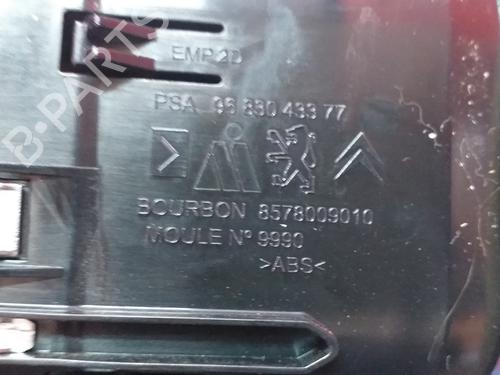 B-PARTS
EMP 2D
PSA 96 830 433 77
BOURBON 8578009010
MOULE N° 9990
>ABS<